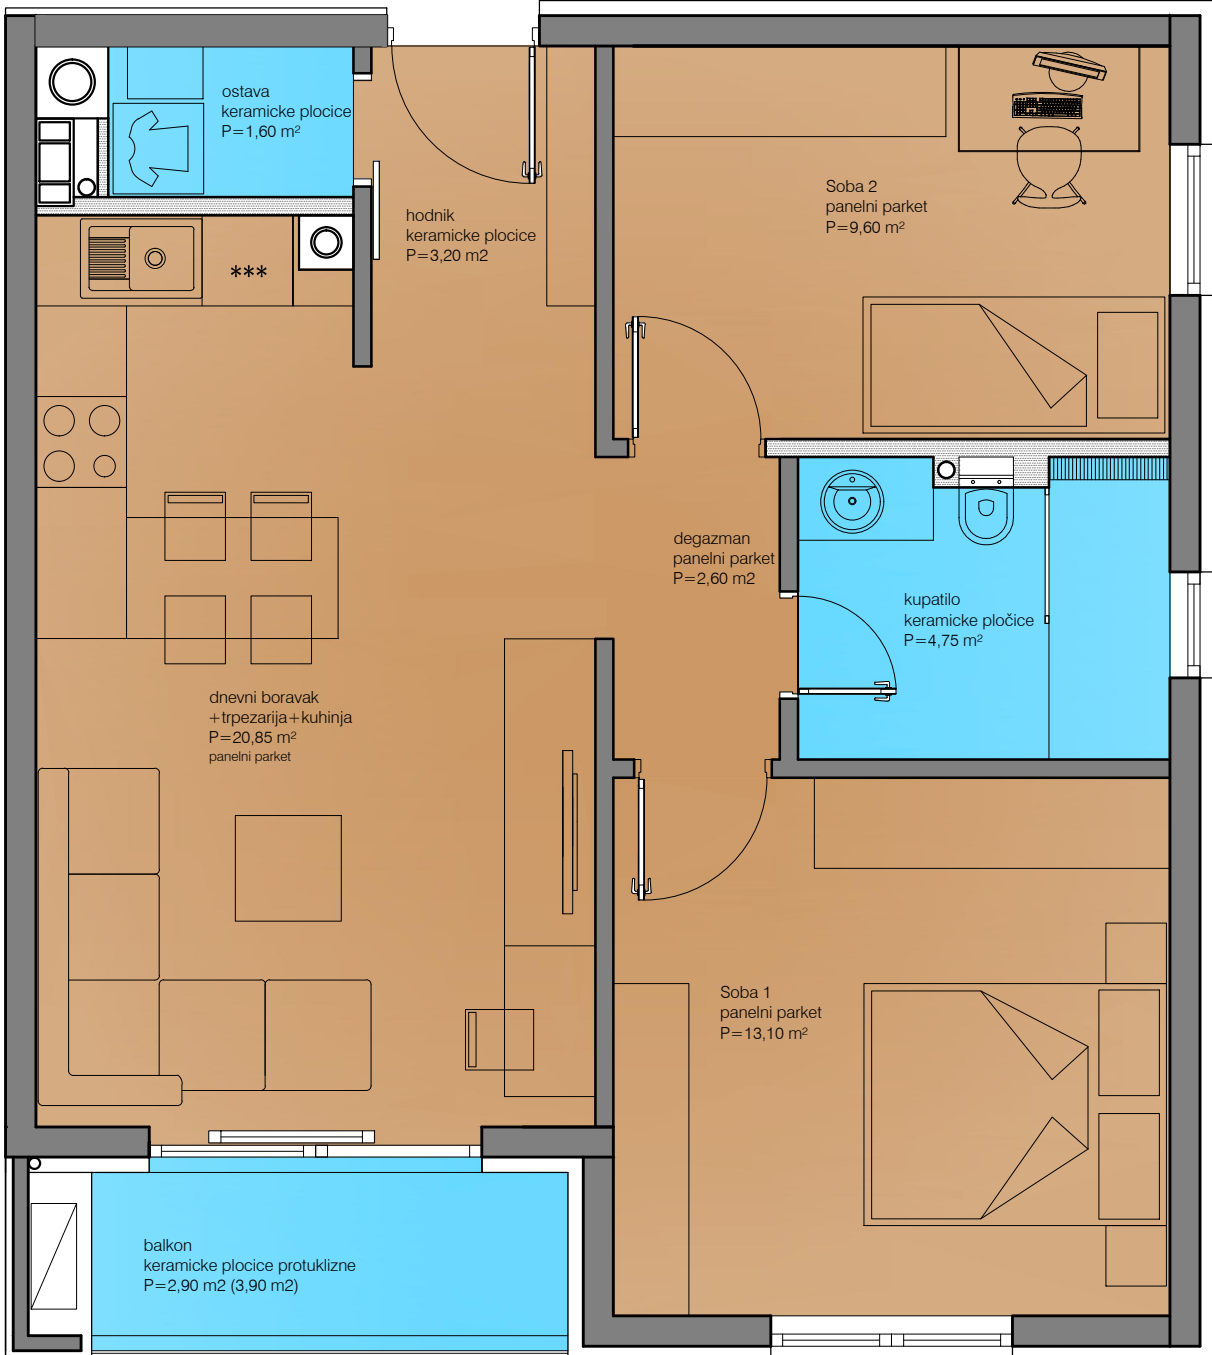 ostava
keramicke plocice
P=1,60 m²
hodnik
keramicke plocice
P=3,20 m2
Soba 2
panelni parket
P=9,60 m²
***
degazman
panelni parket
P=2,60 m2
kupatilo
keramicke pločice
P=4,75 m²
dnevni boravak
+trpezarija+kuhinja
P=20,85 m²
panelni parket
Soba 1
panelni parket
P=13,10 m²
balkon
keramicke plocice protuklizne
P=2,90 m2 (3,90 m2)